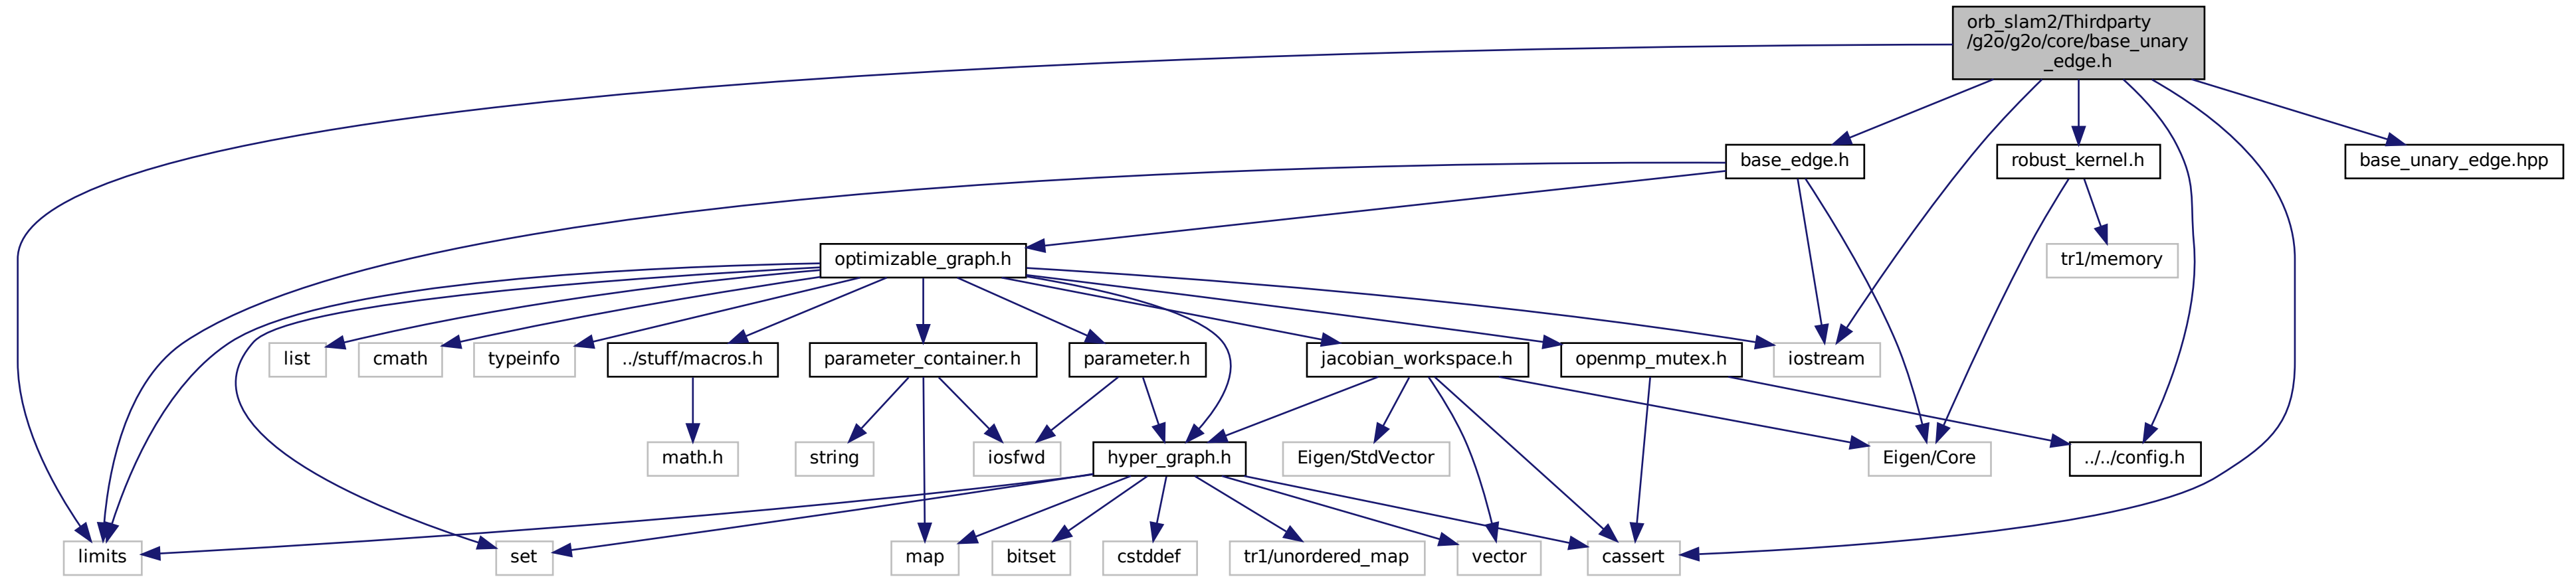 orb_slam2/Thirdparty
/g2o/g2o/core/base_unary
_edge.h
base_edge.h
robust_kernel.h
base_unary_edge.hpp
optimizable_graph.h
tr1/memory
list
cmath
typeinfo
../stuff/macros.h
parameter_container.h
parameter.h
jacobian_workspace.h
openmp_mutex.h
iostream
math.h
string
iosfwd
hyper_graph.h
Eigen/StdVector
Eigen/Core
../../config.h
limits
set
map
bitset
cstddef
tr1/unordered_map
vector
cassert